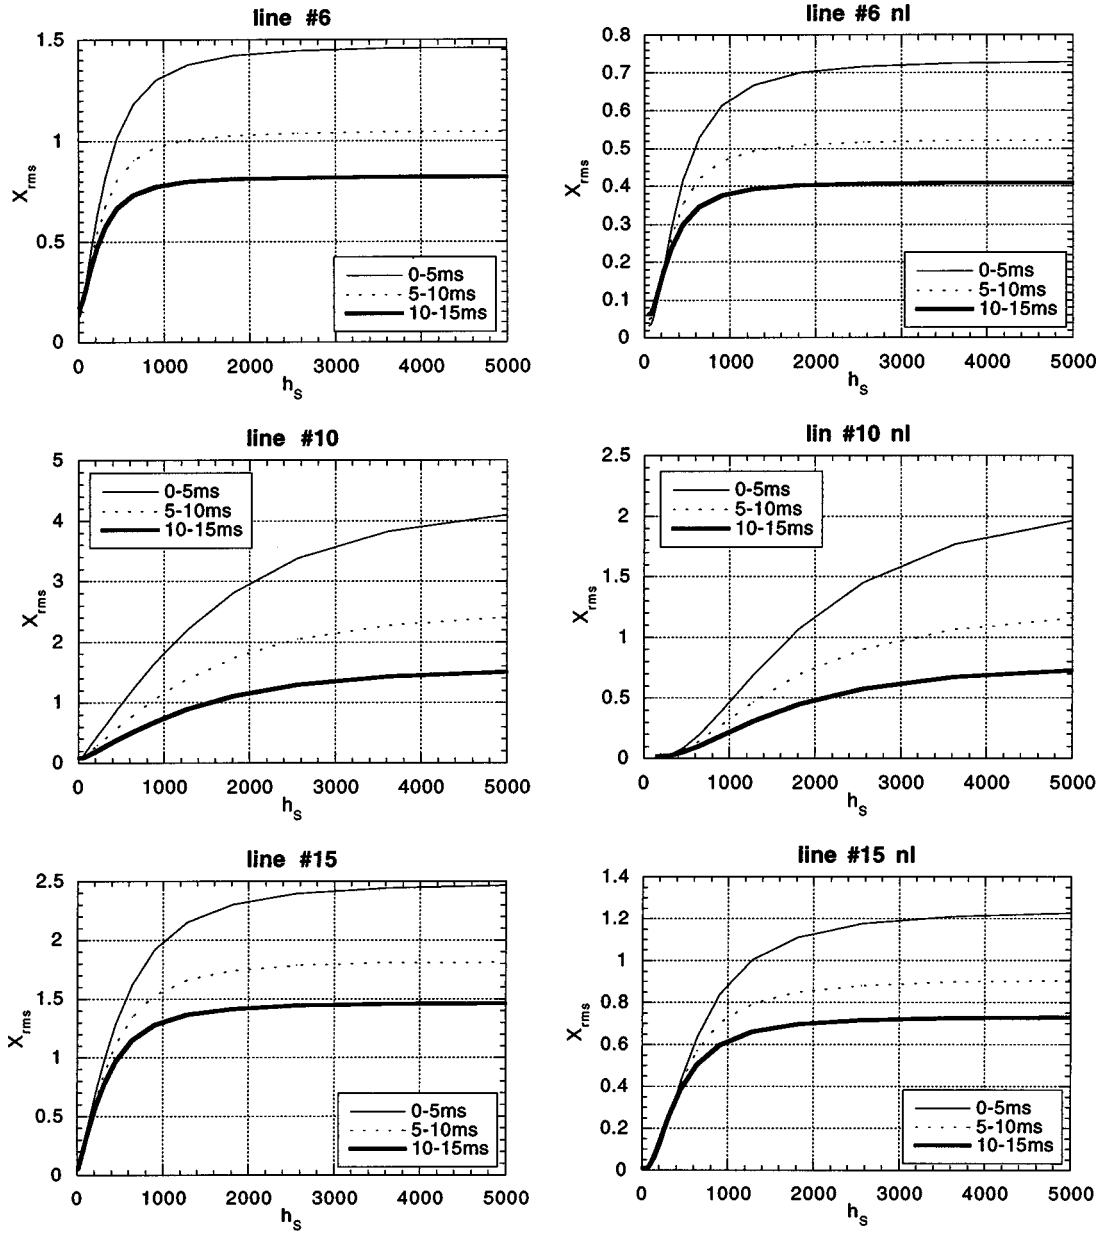 line #6
1.5
1
0.5
0
X_rms
0-5ms
5-10ms
10-15ms
0 1000 2000 3000 4000 5000
h_s
line #6 nl
0.8
0.7
0.6
0.5
0.4
0.3
0.2
0.1
0
X_rms
0-5ms
5-10ms
10-15ms
0 1000 2000 3000 4000 5000
h_s
line #10
5
4
3
2
1
0
X_rms
0-5ms
5-10ms
10-15ms
0 1000 2000 3000 4000 5000
h_s
lin #10 nl
2.5
2
1.5
1
0.5
0
X_rms
0-5ms
5-10ms
10-15ms
0 1000 2000 3000 4000 5000
h_s
line #15
2.5
2
1.5
1
0.5
0
X_rms
0-5ms
5-10ms
10-15ms
0 1000 2000 3000 4000 5000
h_s
line #15 nl
1.4
1.2
1
0.8
0.6
0.4
0.2
0
X_rms
0-5ms
5-10ms
10-15ms
0 1000 2000 3000 4000 5000
h_s